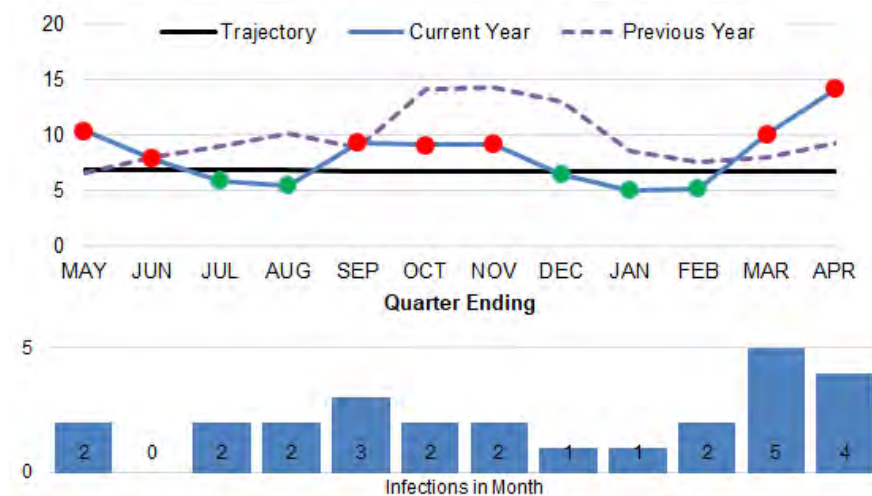 20
Trajectory Current Year Previous Year
15
10
5
0
MAY JUN JUL AUG SEP OCT NOV DEC JAN FEB MAR APR
Quarter Ending
5
2 0 2 2 3 2 2 1 1 2 5 4
0
Infections in Month